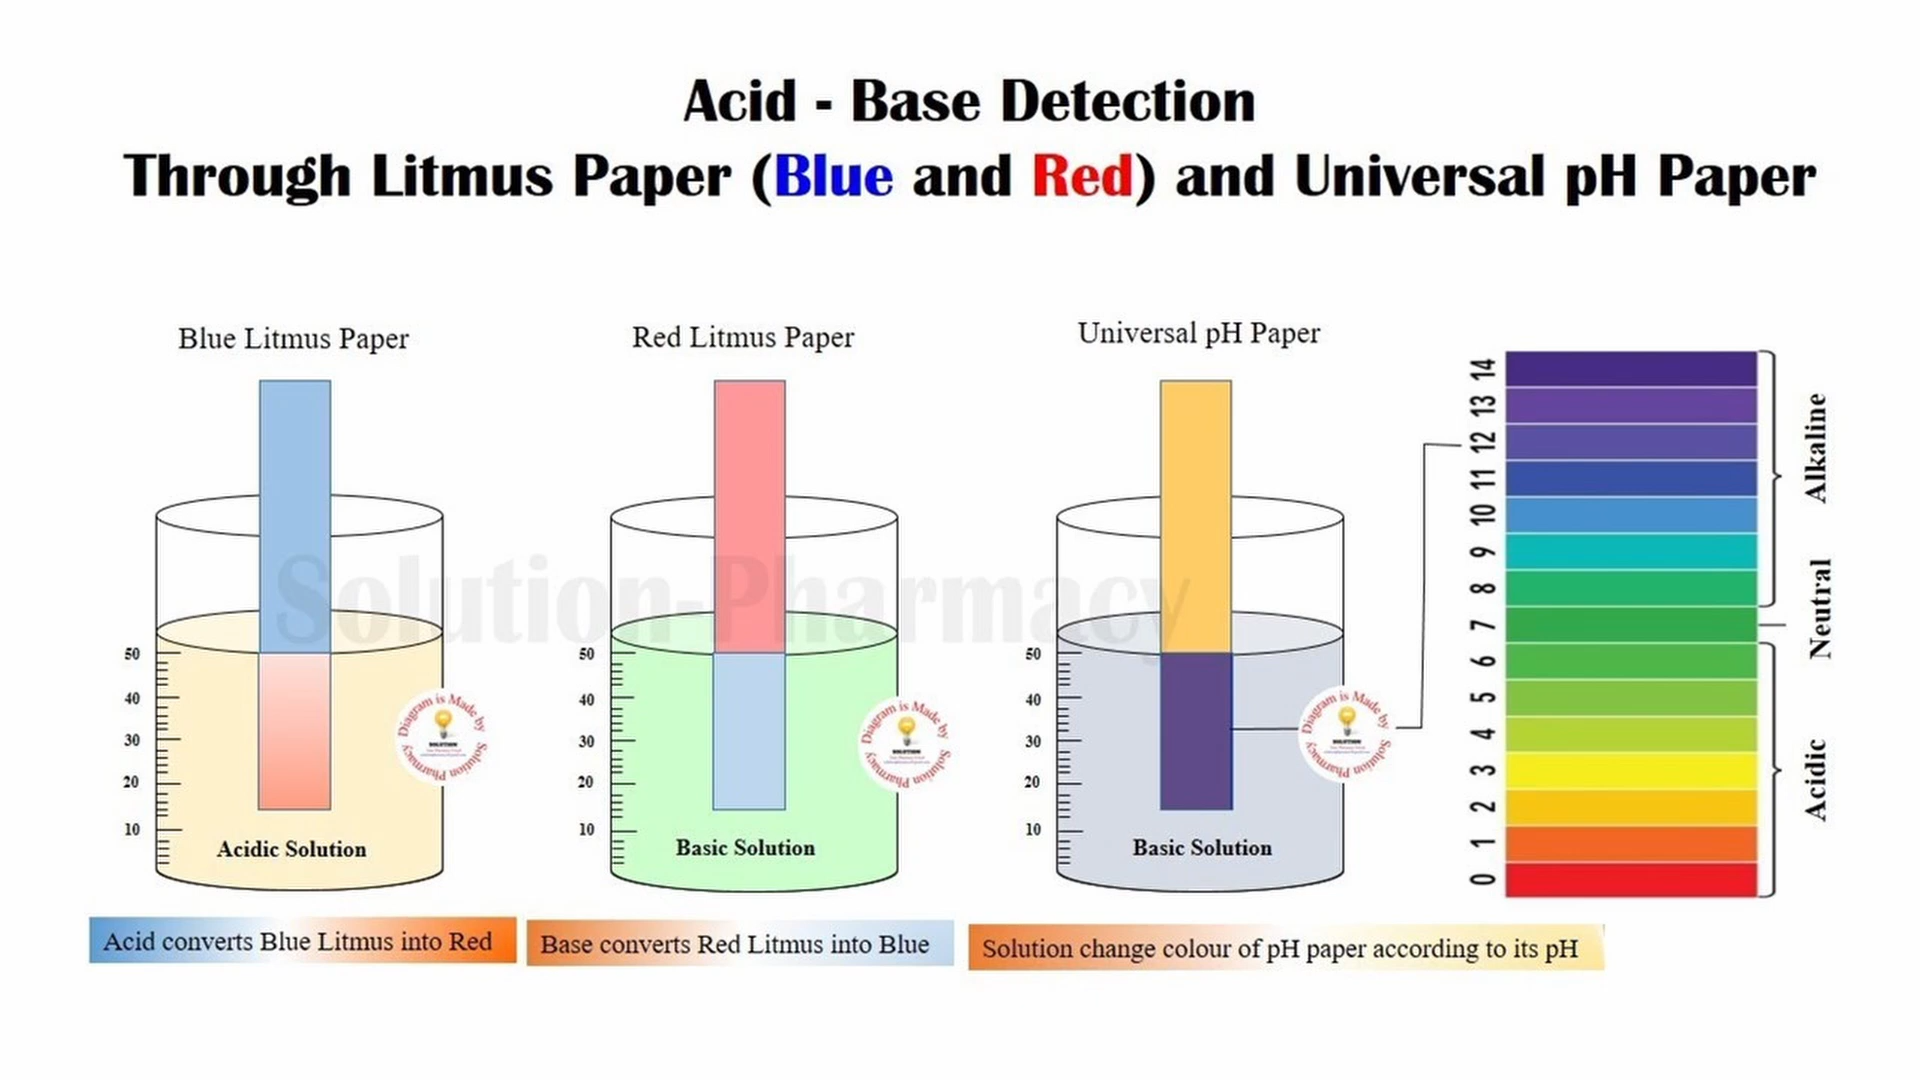 Acid - Base Detection
Through Litmus Paper (Blue and Red) and Universal pH Paper
Blue Litmus Paper
Red Litmus Paper
Universal pH Paper
Solution-Pharmacy
50
40
30
20
10
Acidic Solution
Diagram is Made by Solution Pharmacy
SOLUTION
50
40
30
20
10
Basic Solution
Diagram is Made by Solution Pharmacy
SOLUTION
50
40
30
20
10
Basic Solution
Diagram is Made by Solution Pharmacy
SOLUTION
14
13
12
11
10
9
8
7
6
5
4
3
2
1
0
Alkaline
Neutral
Acidic
Acid converts Blue Litmus into Red
Base converts Red Litmus into Blue
Solution change colour of pH paper according to its pH